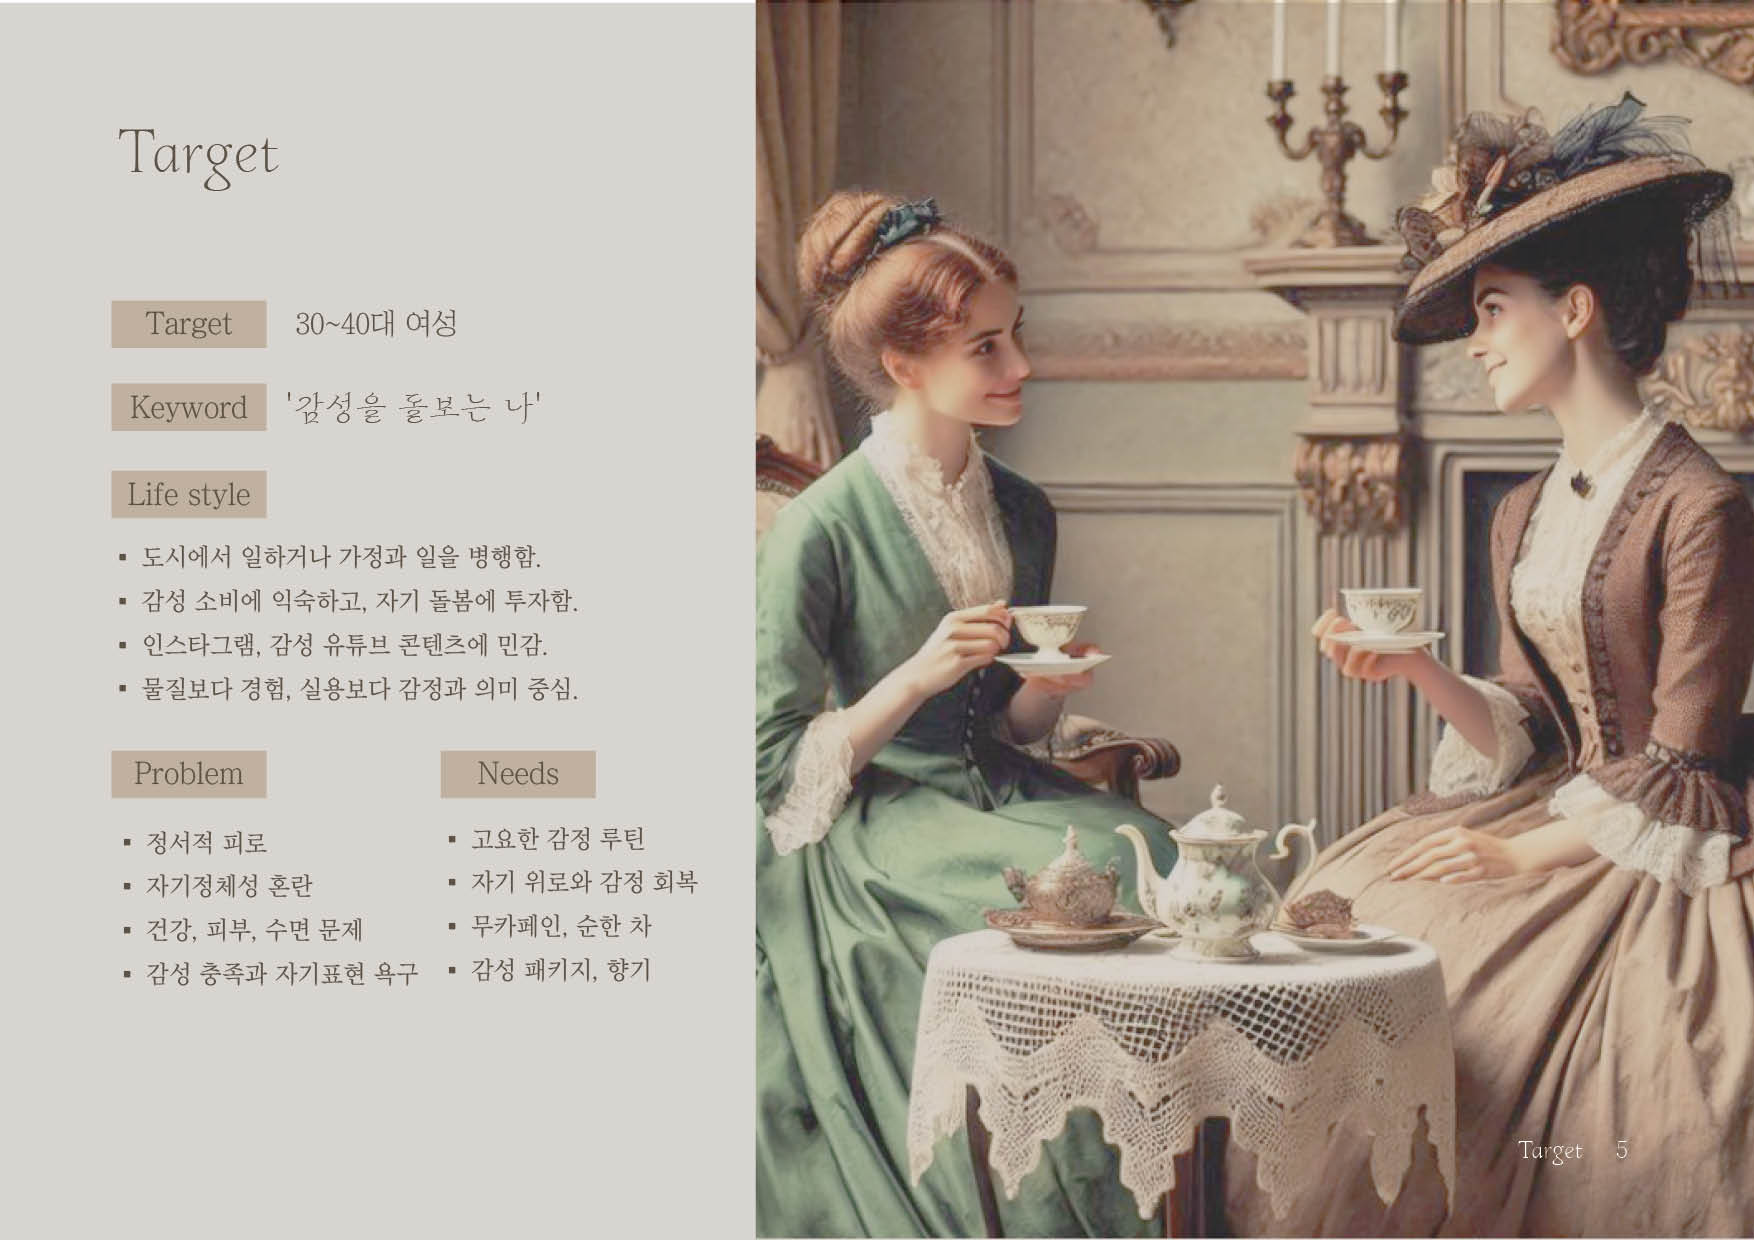 Target
Target
30~40대 여성
Keyword
'감성을 돌보는 나'
Life style
▪ 도시에서 일하거나 가정과 일을 병행함.
▪ 감성 소비에 익숙하고, 자기 돌봄에 투자함.
▪ 인스타그램, 감성 유튜브 콘텐츠에 민감.
▪ 물질보다 경험, 실용보다 감정과 의미 중심.
Problem
▪ 정서적 피로
▪ 자기정체성 혼란
▪ 건강, 피부, 수면 문제
▪ 감성 충족과 자기표현 욕구
Needs
▪ 고요한 감정 루틴
▪ 자기 위로와 감정 회복
▪ 무카페인, 순한 차
▪ 감성 패키지, 향기
Target 5